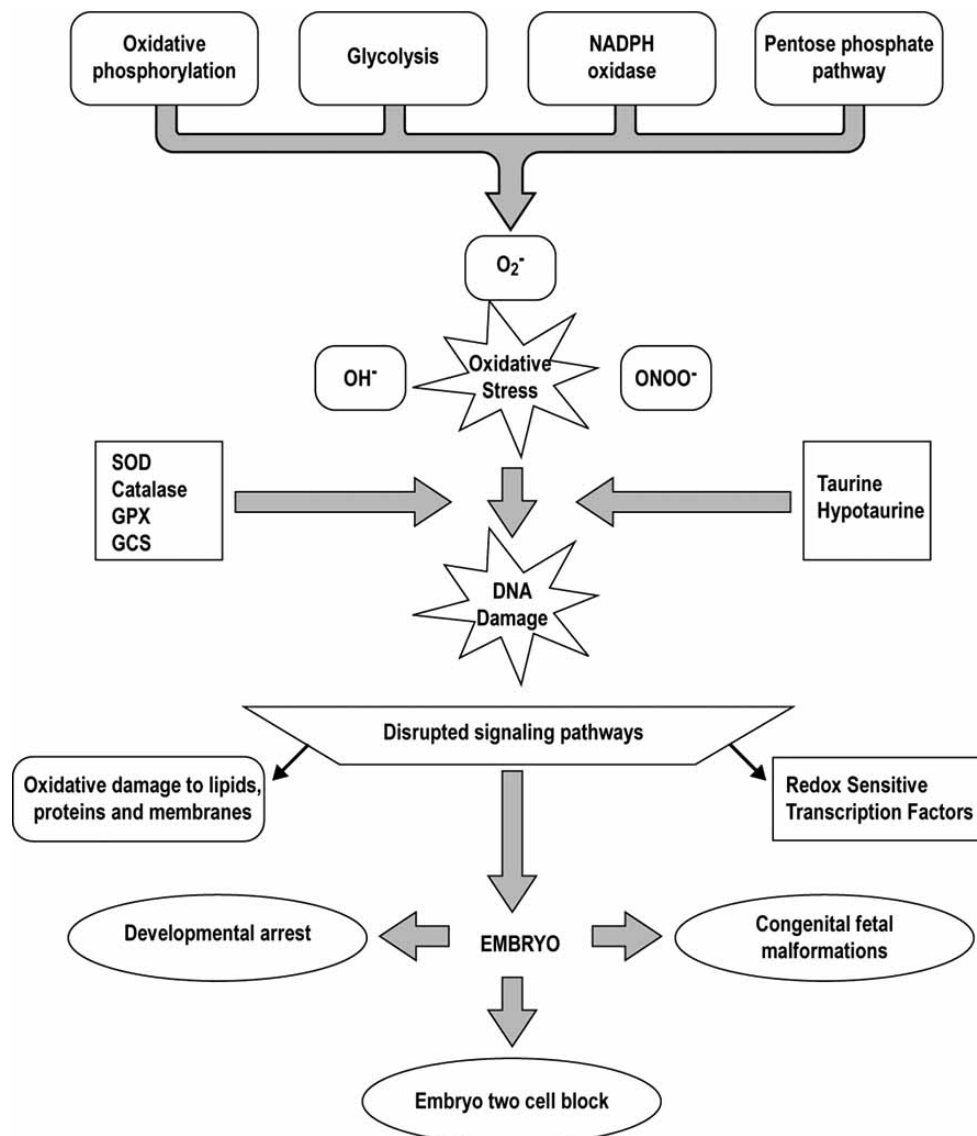 Oxidative
phosphorylation
Glycolysis
NADPH
oxidase
Pentose phosphate
pathway
O₂⁻
Oxidative
Stress
OH⁻
ONOO⁻
SOD
Catalase
GPX
GCS
Taurine
Hypotaurine
DNA
Damage
Disrupted signaling pathways
Oxidative damage to lipids,
proteins and membranes
Redox Sensitive
Transcription Factors
Developmental arrest
EMBRYO
Congenital fetal
malformations
Embryo two cell block